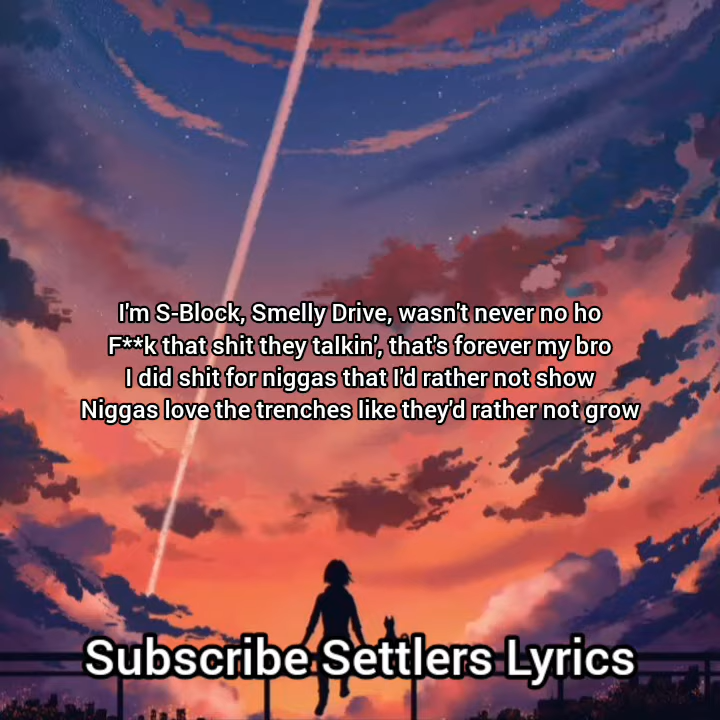 I'm S-Block, Smelly Drive, wasn't never no ho
F**k that shit they talkin', that's forever my bro
I did shit for niggas that I'd rather not show
Niggas love the trenches like they'd rather not grow
Subscribe Settlers Lyrics